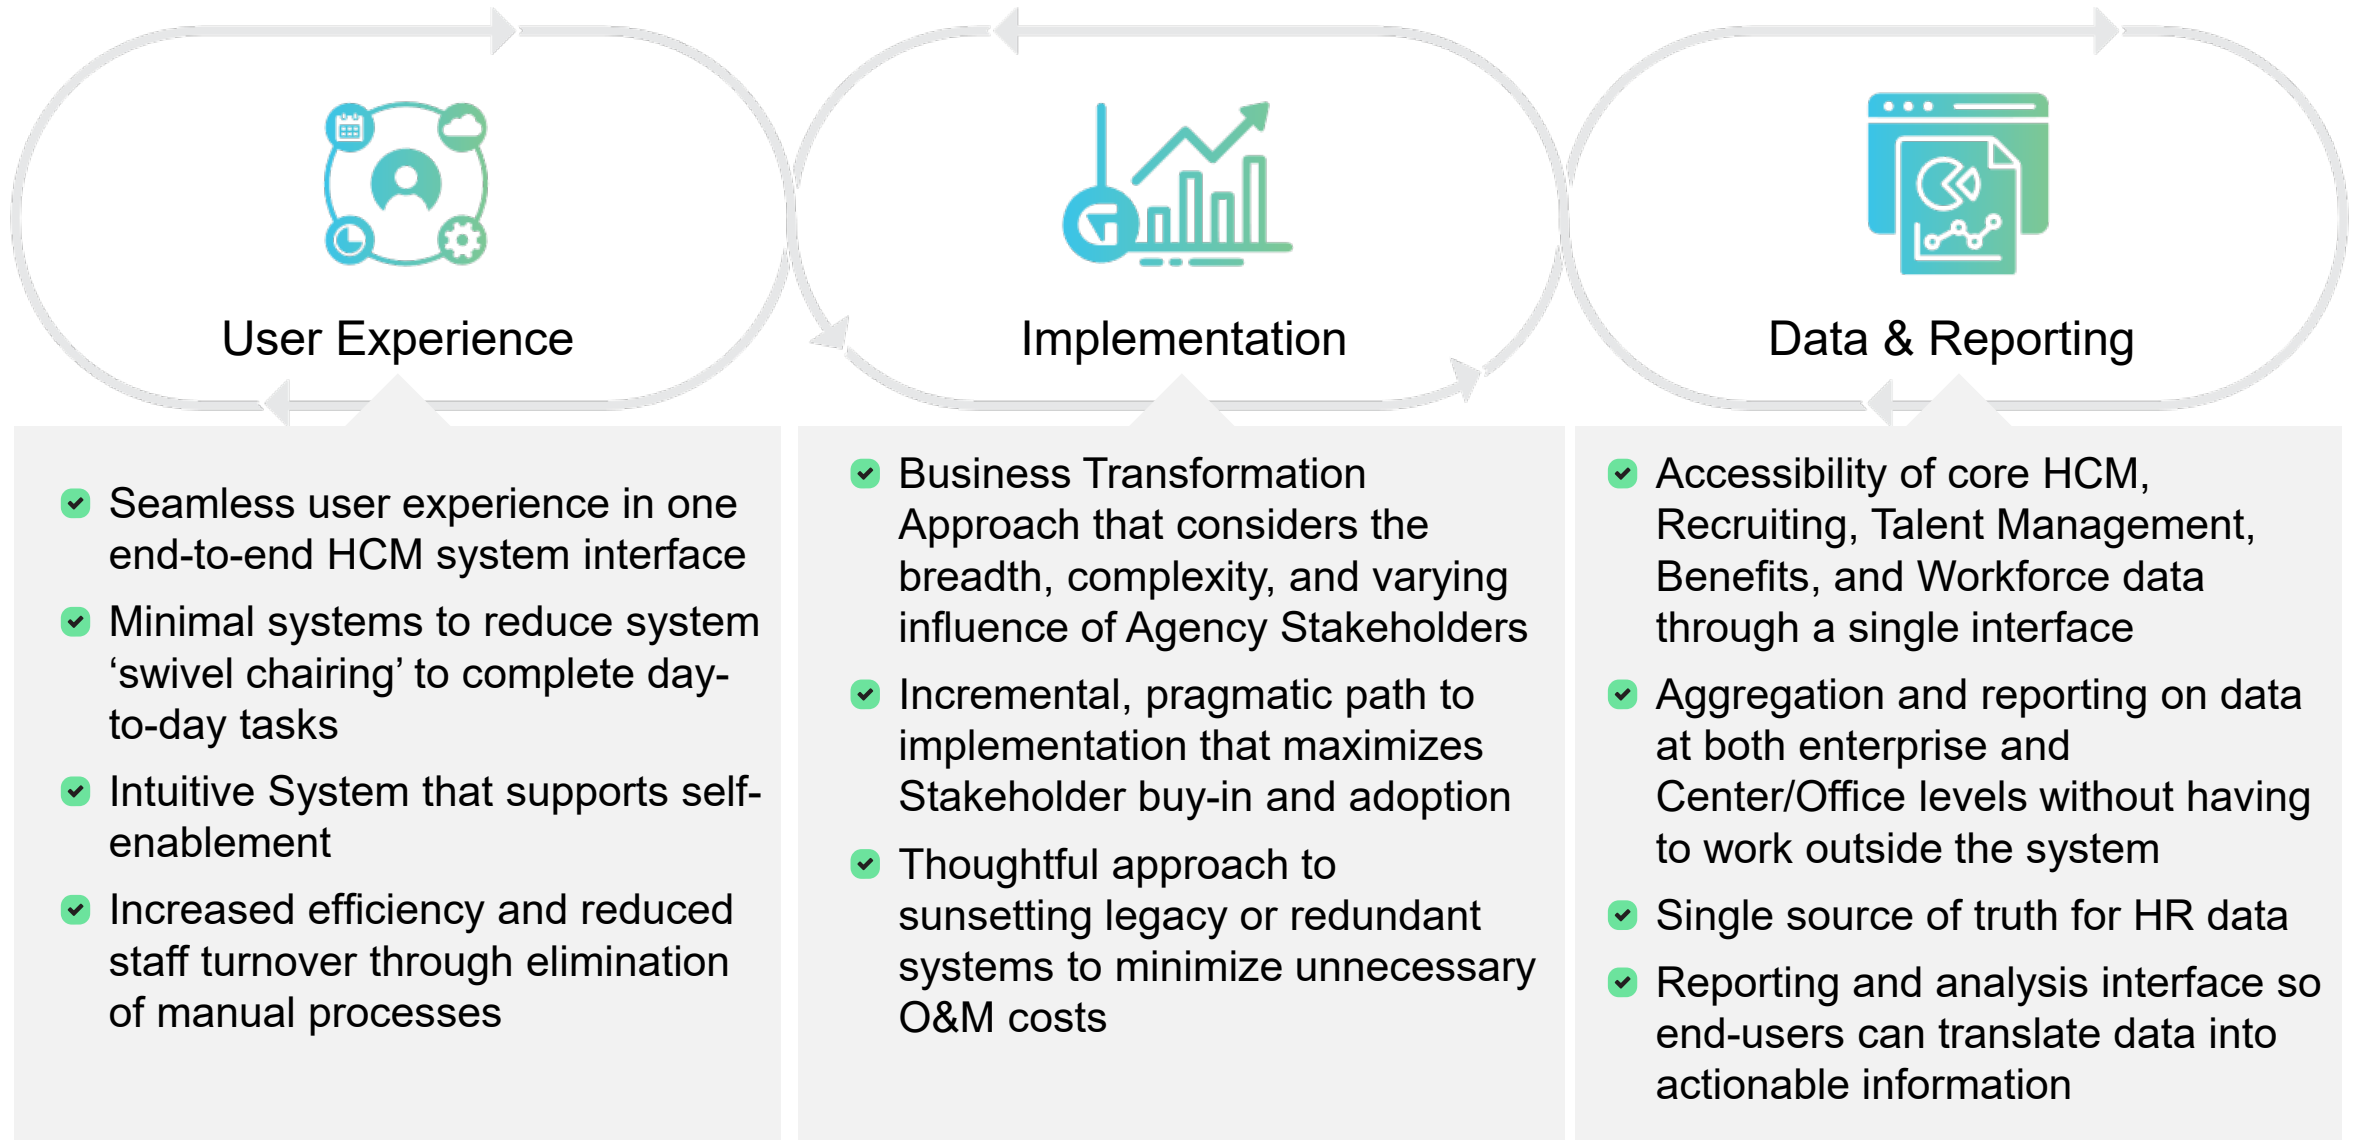 User Experience
Seamless user experience in one
end-to-end HCM system interface
Minimal systems to reduce system
‘swivel chairing’ to complete day-
to-day tasks
Intuitive System that supports self-
enablement
Increased efficiency and reduced
staff turnover through elimination
of manual processes
Implementation
Business Transformation
Approach that considers the
breadth, complexity, and varying
influence of Agency Stakeholders
Incremental, pragmatic path to
implementation that maximizes
Stakeholder buy-in and adoption
Thoughtful approach to
sunsetting legacy or redundant
systems to minimize unnecessary
O&M costs
Data & Reporting
Accessibility of core HCM,
Recruiting, Talent Management,
Benefits, and Workforce data
through a single interface
Aggregation and reporting on data
at both enterprise and
Center/Office levels without having
to work outside the system
Single source of truth for HR data
Reporting and analysis interface so
end-users can translate data into
actionable information